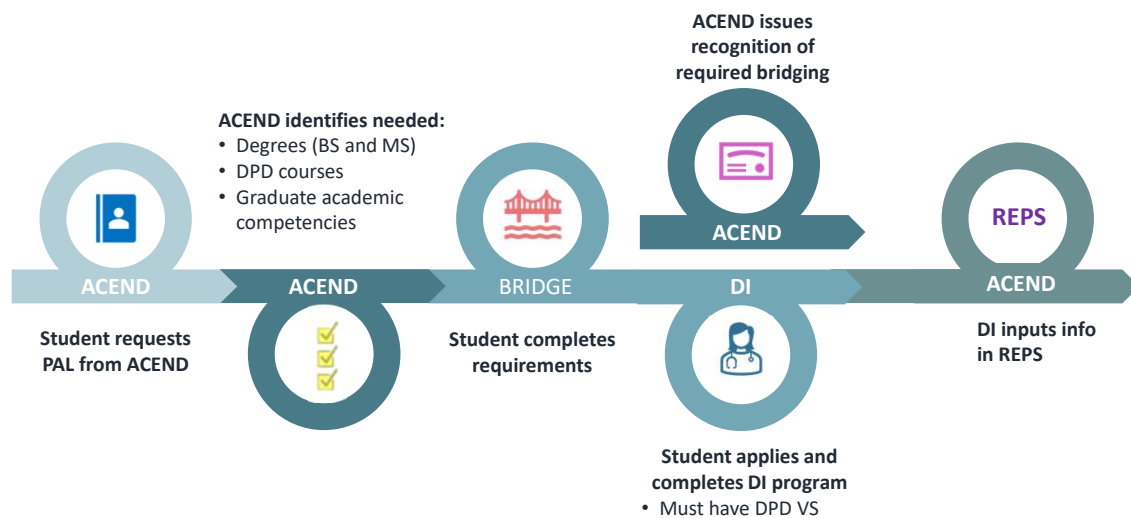 ACEND issues
recognition of
required bridging
ACEND identifies needed:
• Degrees (BS and MS)
• DPD courses
• Graduate academic
competencies
REPS
ACEND
ACEND
ACEND
BRIDGE
DI
ACEND
Student requests
PAL from ACEND
Student completes
requirements
DI inputs info
in REPS
Student applies and
completes DI program
• Must have DPD VS